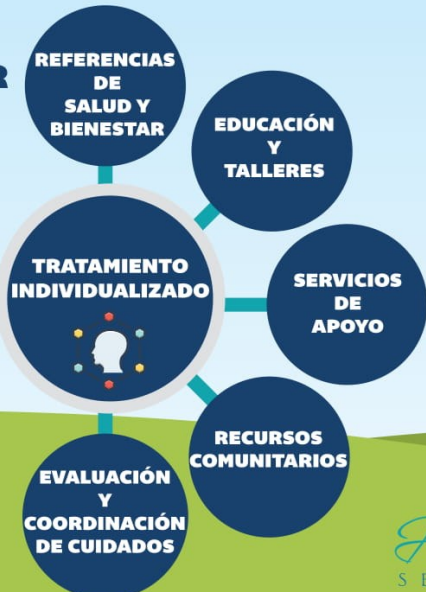 REFERENCIAS
DE
SALUD Y
BIENESTAR
EDUCACIÓN
Y
TALLERES
TRATAMIENTO
INDIVIDUALIZADO
SERVICIOS
DE
APOYO
RECURSOS
COMUNITARIOS
EVALUACIÓN
Y
COORDINACIÓN
DE CUIDADOS